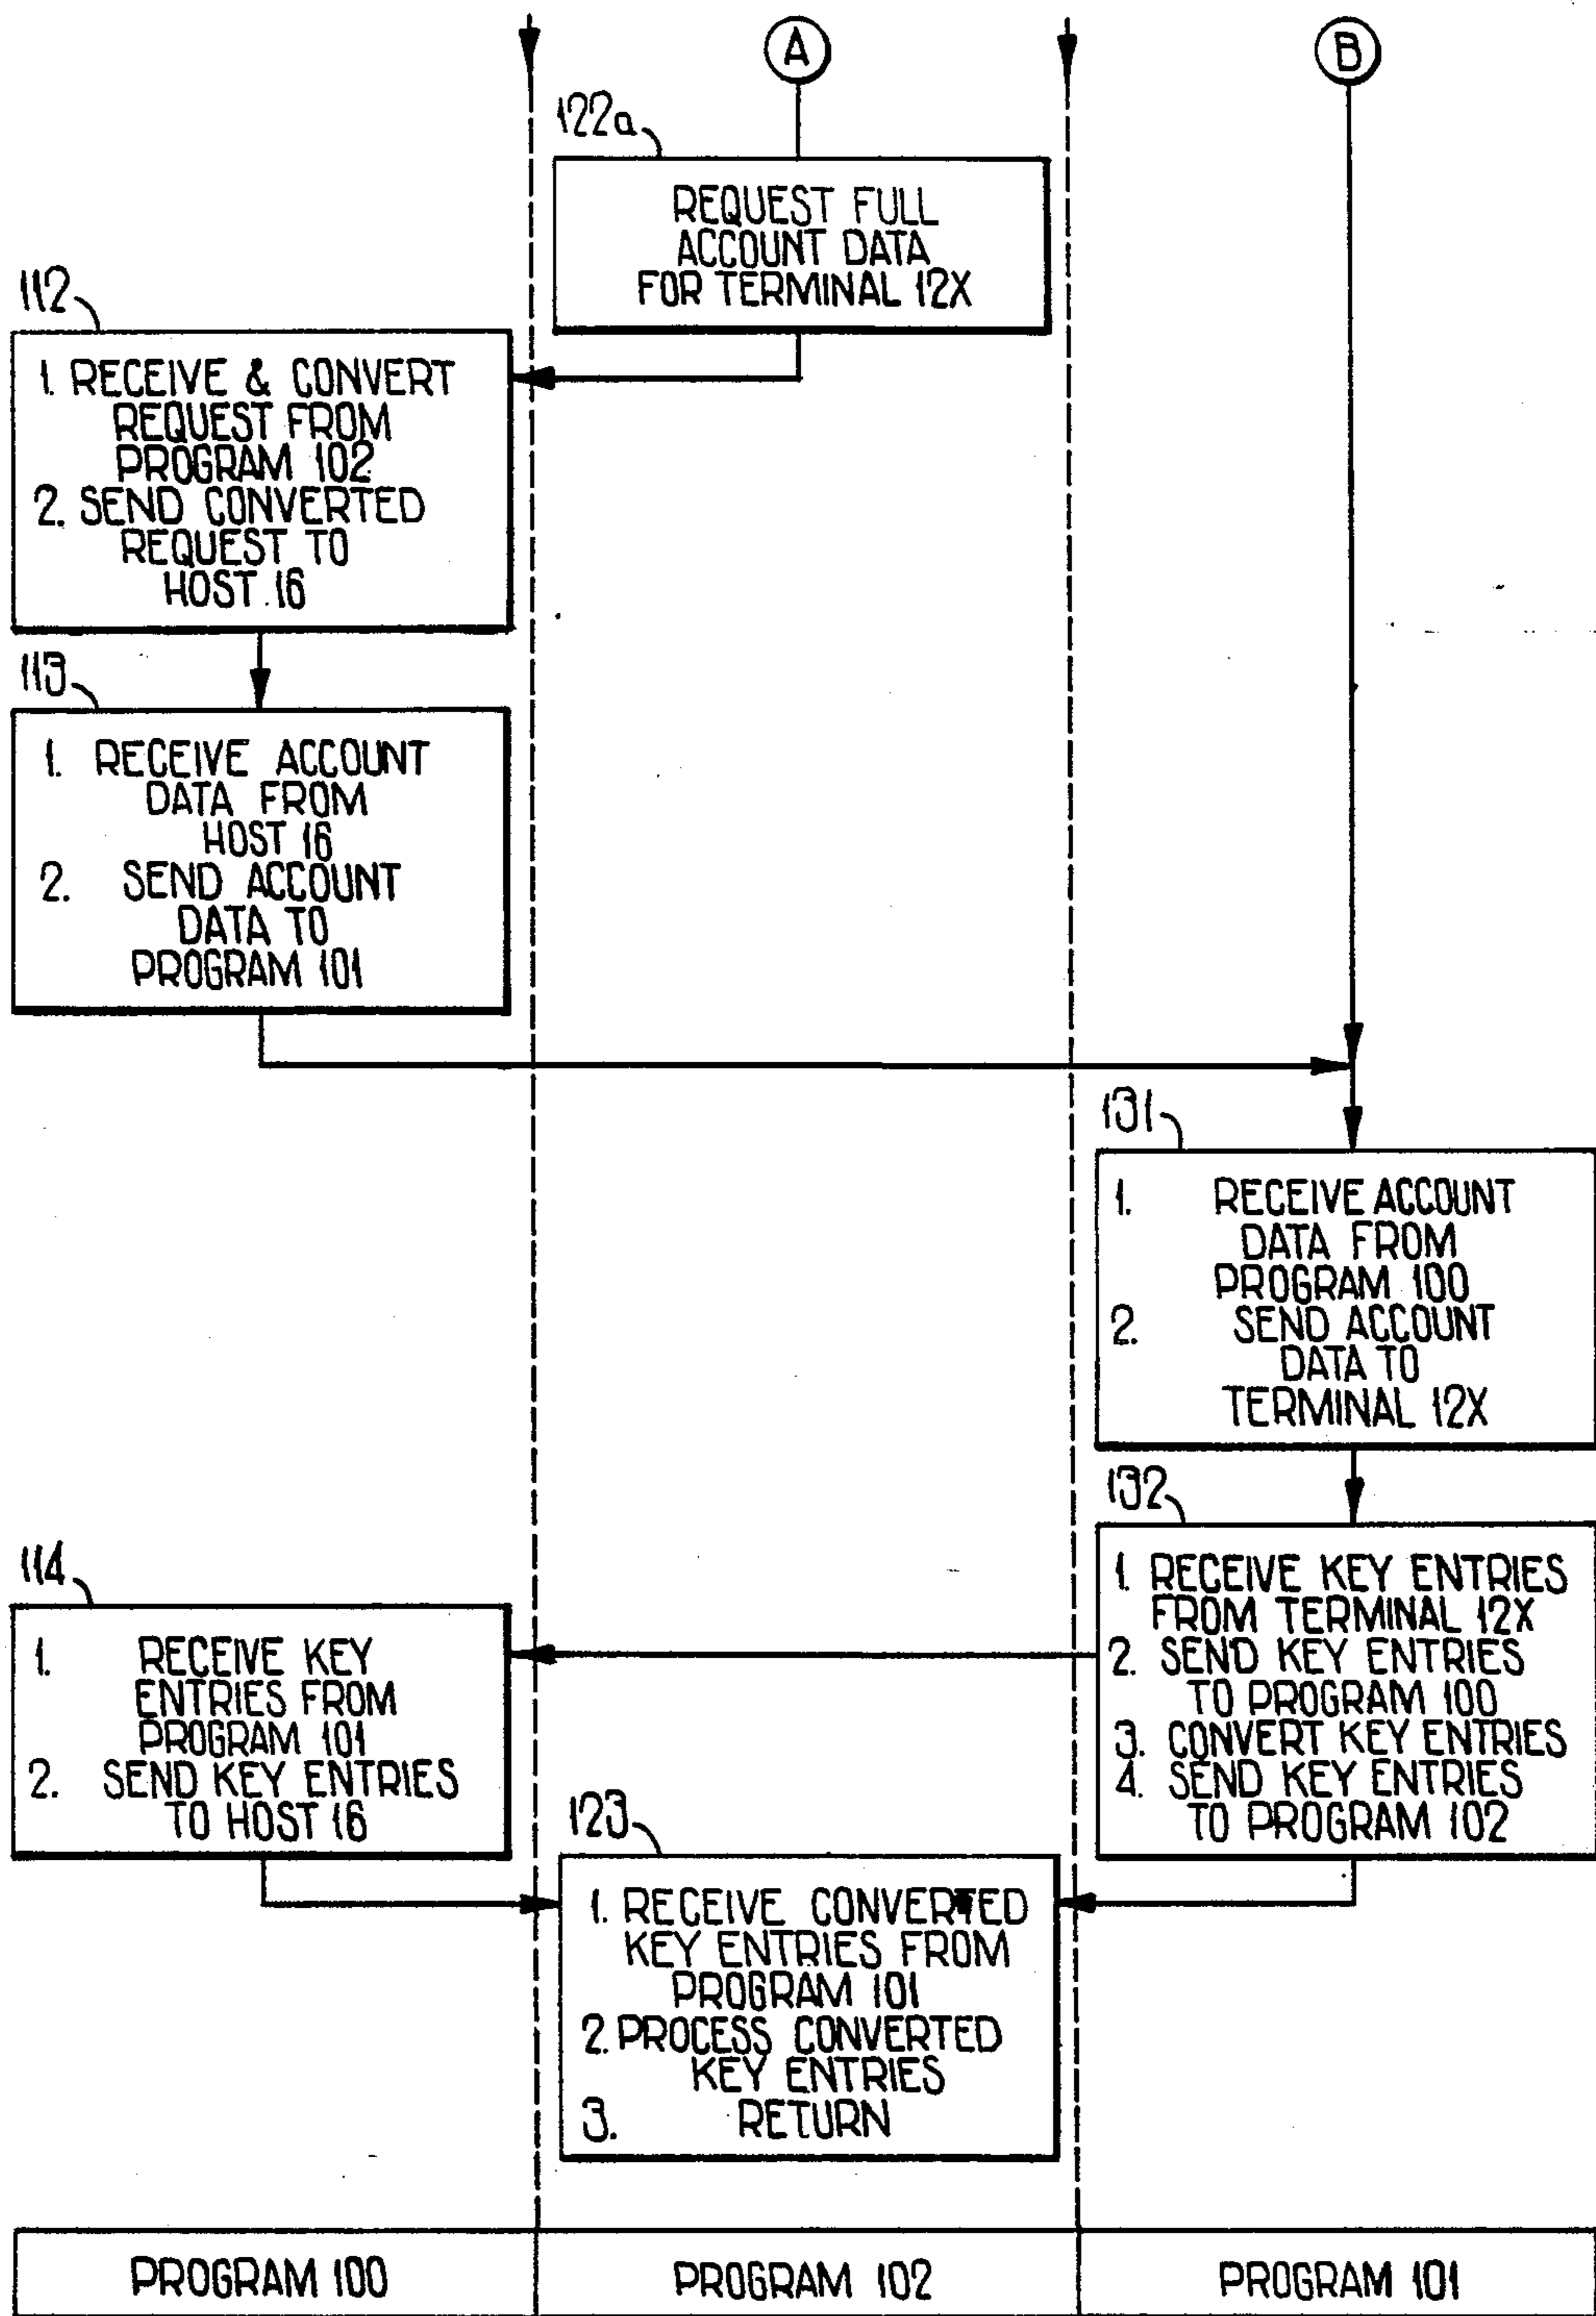 A
B
122a
REQUEST FULL
ACCOUNT DATA
FOR TERMINAL 12X
112
1. RECEIVE & CONVERT
REQUEST FROM
PROGRAM 102
2. SEND CONVERTED
REQUEST TO
HOST 16
113
1. RECEIVE ACCOUNT
DATA FROM
HOST 16
2. SEND ACCOUNT
DATA TO
PROGRAM 101
131
1. RECEIVE ACCOUNT
DATA FROM
PROGRAM 100
2. SEND ACCOUNT
DATA TO
TERMINAL 12X
132
1. RECEIVE KEY ENTRIES
FROM TERMINAL 12X
2. SEND KEY ENTRIES
TO PROGRAM 100
3. CONVERT KEY ENTRIES
4. SEND KEY ENTRIES
TO PROGRAM 102
114
1. RECEIVE KEY
ENTRIES FROM
PROGRAM 101
2. SEND KEY ENTRIES
TO HOST 16
123
1. RECEIVE CONVERTED
KEY ENTRIES FROM
PROGRAM 101
2. PROCESS CONVERTED
KEY ENTRIES
3. RETURN
PROGRAM 100
PROGRAM 102
PROGRAM 101